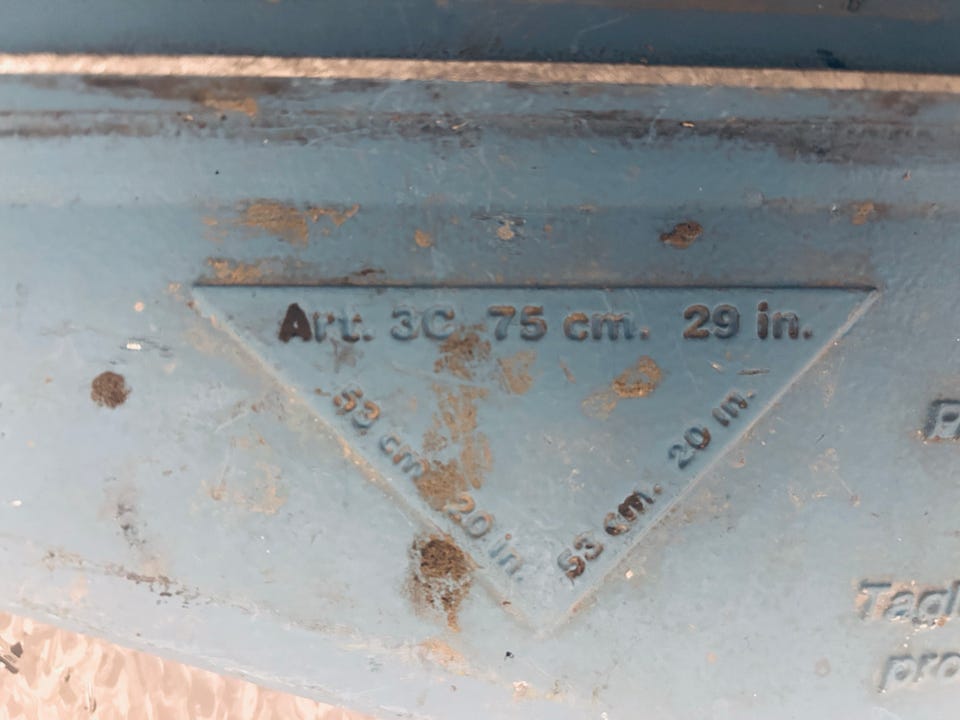 Art. 3C 75 cm. 29 in.
53 cm. 20 in.
53 cm. 20 in.